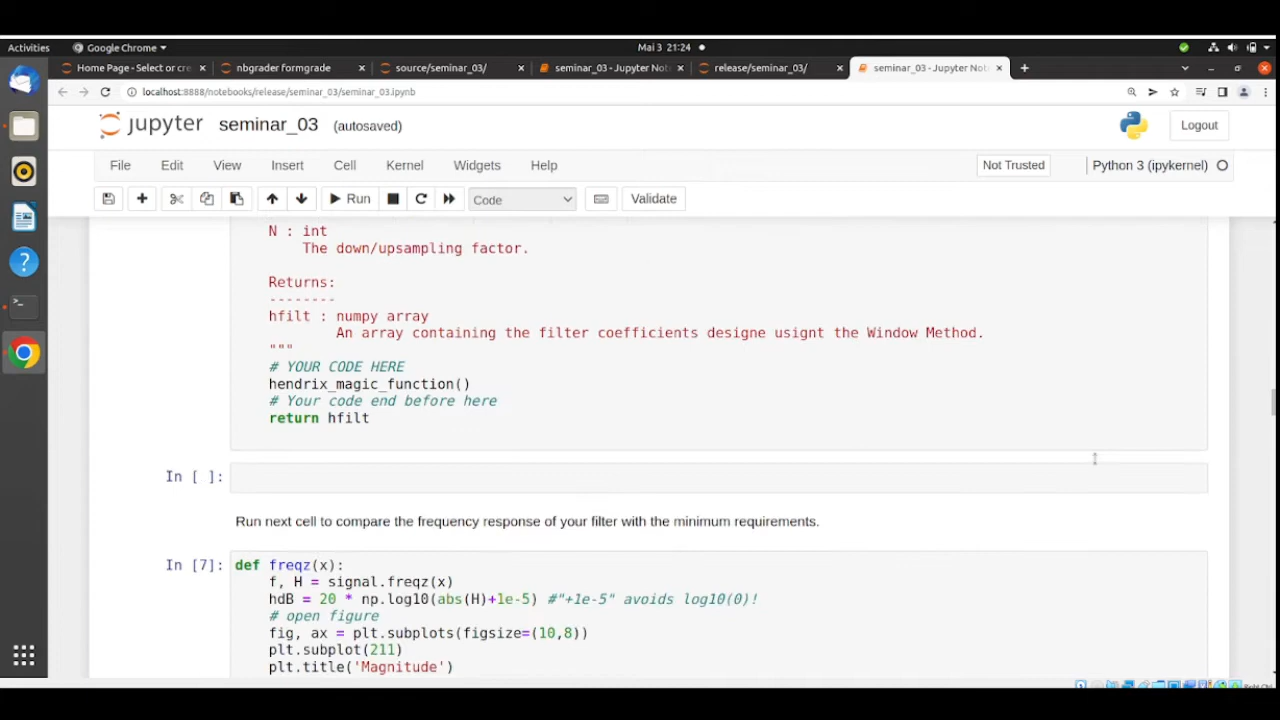 Activities
Google Chrome
Mai 3 21:24
Home Page - Select or cre
nbgrader formgrade
source/seminar_03/
seminar_03 - Jupyter Not
release/seminar_03/
seminar_03 - Jupyter Not
localhost:8888/notebooks/release/seminar_03/seminar_03.ipynb
jupyter seminar_03 (autosaved)
Logout
File Edit View Insert Cell Kernel Widgets Help
Not Trusted
Python 3 (ipykernel)
Run
Code
Validate
N : int
The down/upsampling factor.
Returns:
--------
hfilt : numpy array
An array containing the filter coefficients designe usignt the Window Method.
"""
# YOUR CODE HERE
hendrix_magic_function()
# Your code end before here
return hfilt
In [ ]:
Run next cell to compare the frequency response of your filter with the minimum requirements.
In [7]: def freqz(x):
f, H = signal.freqz(x)
hdB = 20 * np.log10(abs(H)+1e-5) #"+1e-5" avoids log10(0)!
# open figure
fig, ax = plt.subplots(figsize=(10,8))
plt.subplot(211)
plt.title('Magnitude')